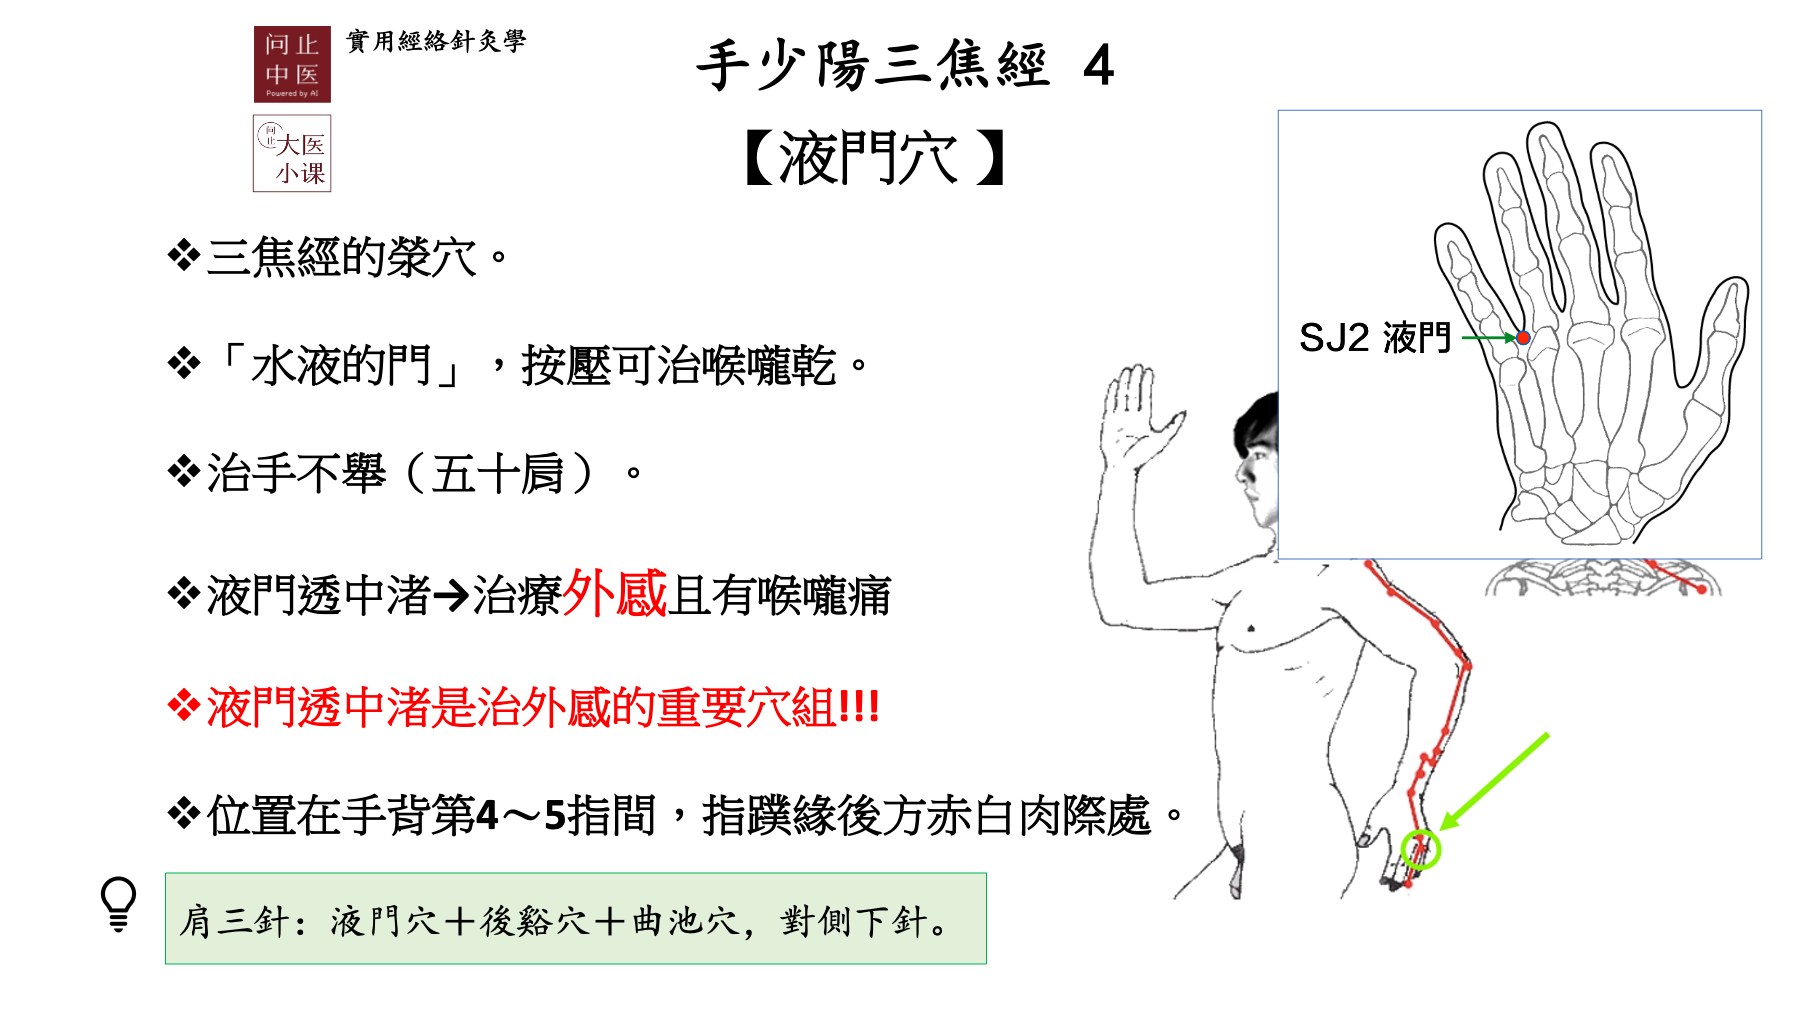 问止
中医
Powered by AI
實用經絡針灸學
问止
大医
小课
手少陽三焦經 4
【液門穴】
三焦經的滎穴。
「水液的門」，按壓可治喉嚨乾。
治手不舉（五十肩）。
液門透中渚→治療外感且有喉嚨痛
液門透中渚是治外感的重要穴組!!!
位置在手背第4～5指間，指蹼緣後方赤白肉際處。
肩三針：液門穴＋後谿穴＋曲池穴，對側下針。
SJ2 液門